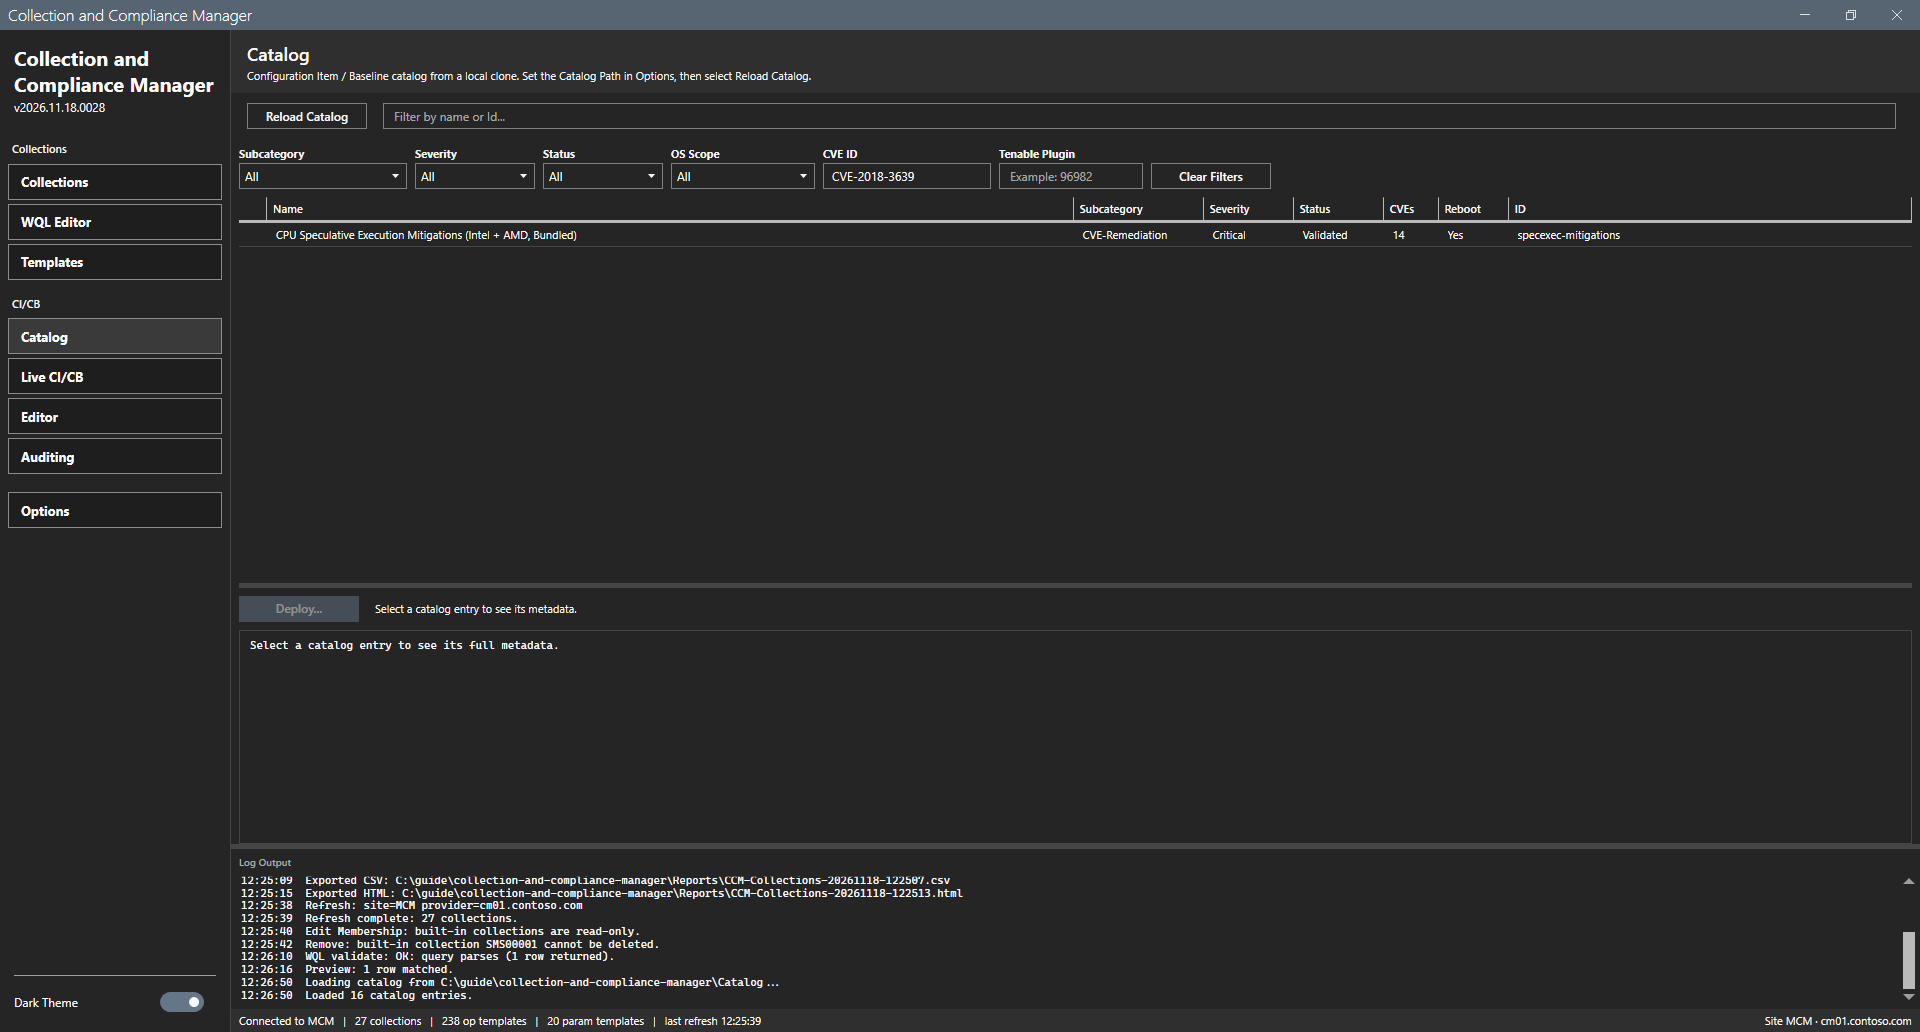 Collection and Compliance Manager
Collection and
Compliance Manager
v2026.11.18.0028
Collections
Collections
WQL Editor
Templates
CI/CB
Catalog
Live CI/CB
Editor
Auditing
Options
Dark Theme
Catalog
Configuration Item / Baseline catalog from a local clone. Set the Catalog Path in Options, then select Reload Catalog.
Reload Catalog Filter by name or Id...
Subcategory Severity Status OS Scope CVE ID Tenable Plugin
All All All All CVE-2018-3639 Example: 96982 Clear Filters
Name Subcategory Severity Status CVEs Reboot ID
CPU Speculative Execution Mitigations (Intel + AMD, Bundled) CVE-Remediation Critical Validated 14 Yes specexec-mitigations
Deploy... Select a catalog entry to see its metadata.
Select a catalog entry to see its full metadata.
Log Output
12:25:09 Exported CSV: C:\guide\collection-and-compliance-manager\Reports\CCM-Collections-20261118-122507.csv
12:25:15 Exported HTML: C:\guide\collection-and-compliance-manager\Reports\CCM-Collections-20261118-122513.html
12:25:38 Refresh: site=MCM provider=cm01.contoso.com
12:25:39 Refresh complete: 27 collections.
12:25:40 Edit Membership: built-in collections are read-only.
12:25:42 Remove: built-in collection SMS00001 cannot be deleted.
12:26:10 WQL validate: OK: query parses (1 row returned).
12:26:16 Preview: 1 row matched.
12:26:50 Loading catalog from C:\guide\collection-and-compliance-manager\Catalog ...
12:26:50 Loaded 16 catalog entries.
Connected to MCM | 27 collections | 238 op templates | 20 param templates | last refresh 12:25:39
Site MCM · cm01.contoso.com